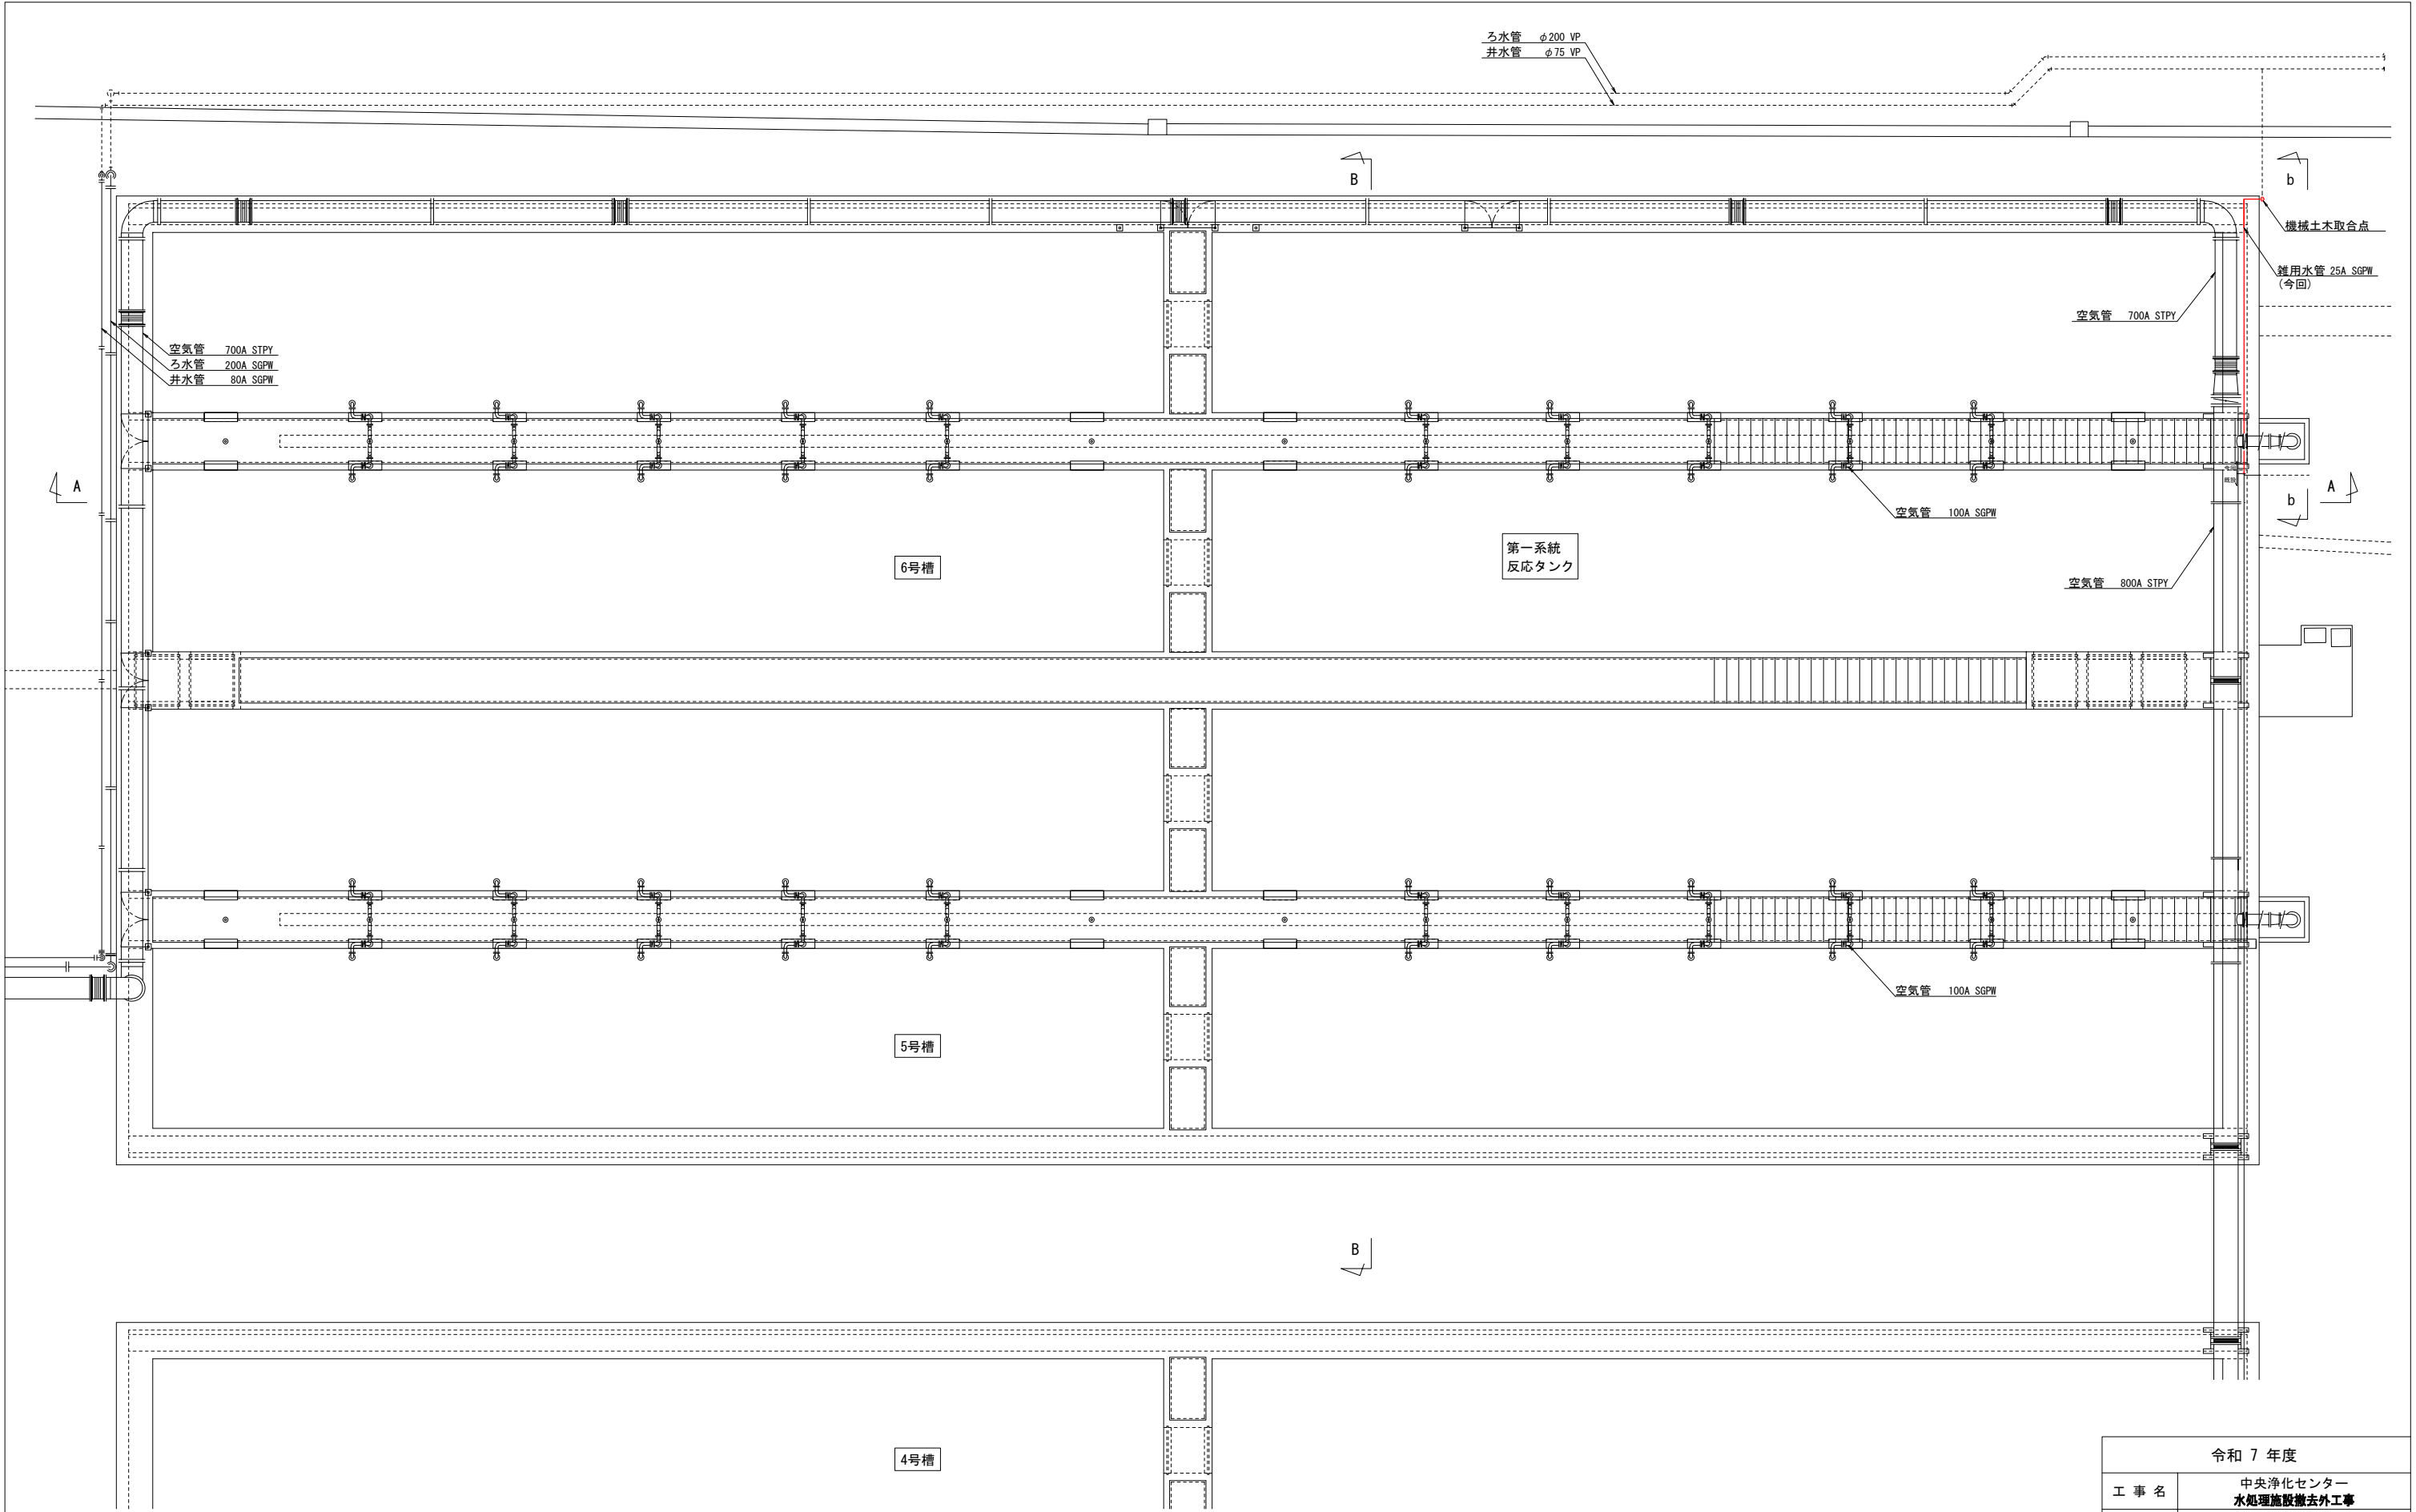 ろ水管 φ200 VP
井水管 φ75 VP
B
b
機械土木取合点
雑用水管 25A SGPW
(今回)
空気管 700A STPY
空気管 700A STPY
ろ水管 200A SGPW
井水管 80A SGPW
A
今回
既設
b
A
空気管 100A SGPW
6号槽
第一系統
反応タンク
空気管 800A STPY
空気管 100A SGPW
5号槽
B
4号槽
令和 7 年度
工 事 名
中央浄化センター
水処理施設撤去外工事